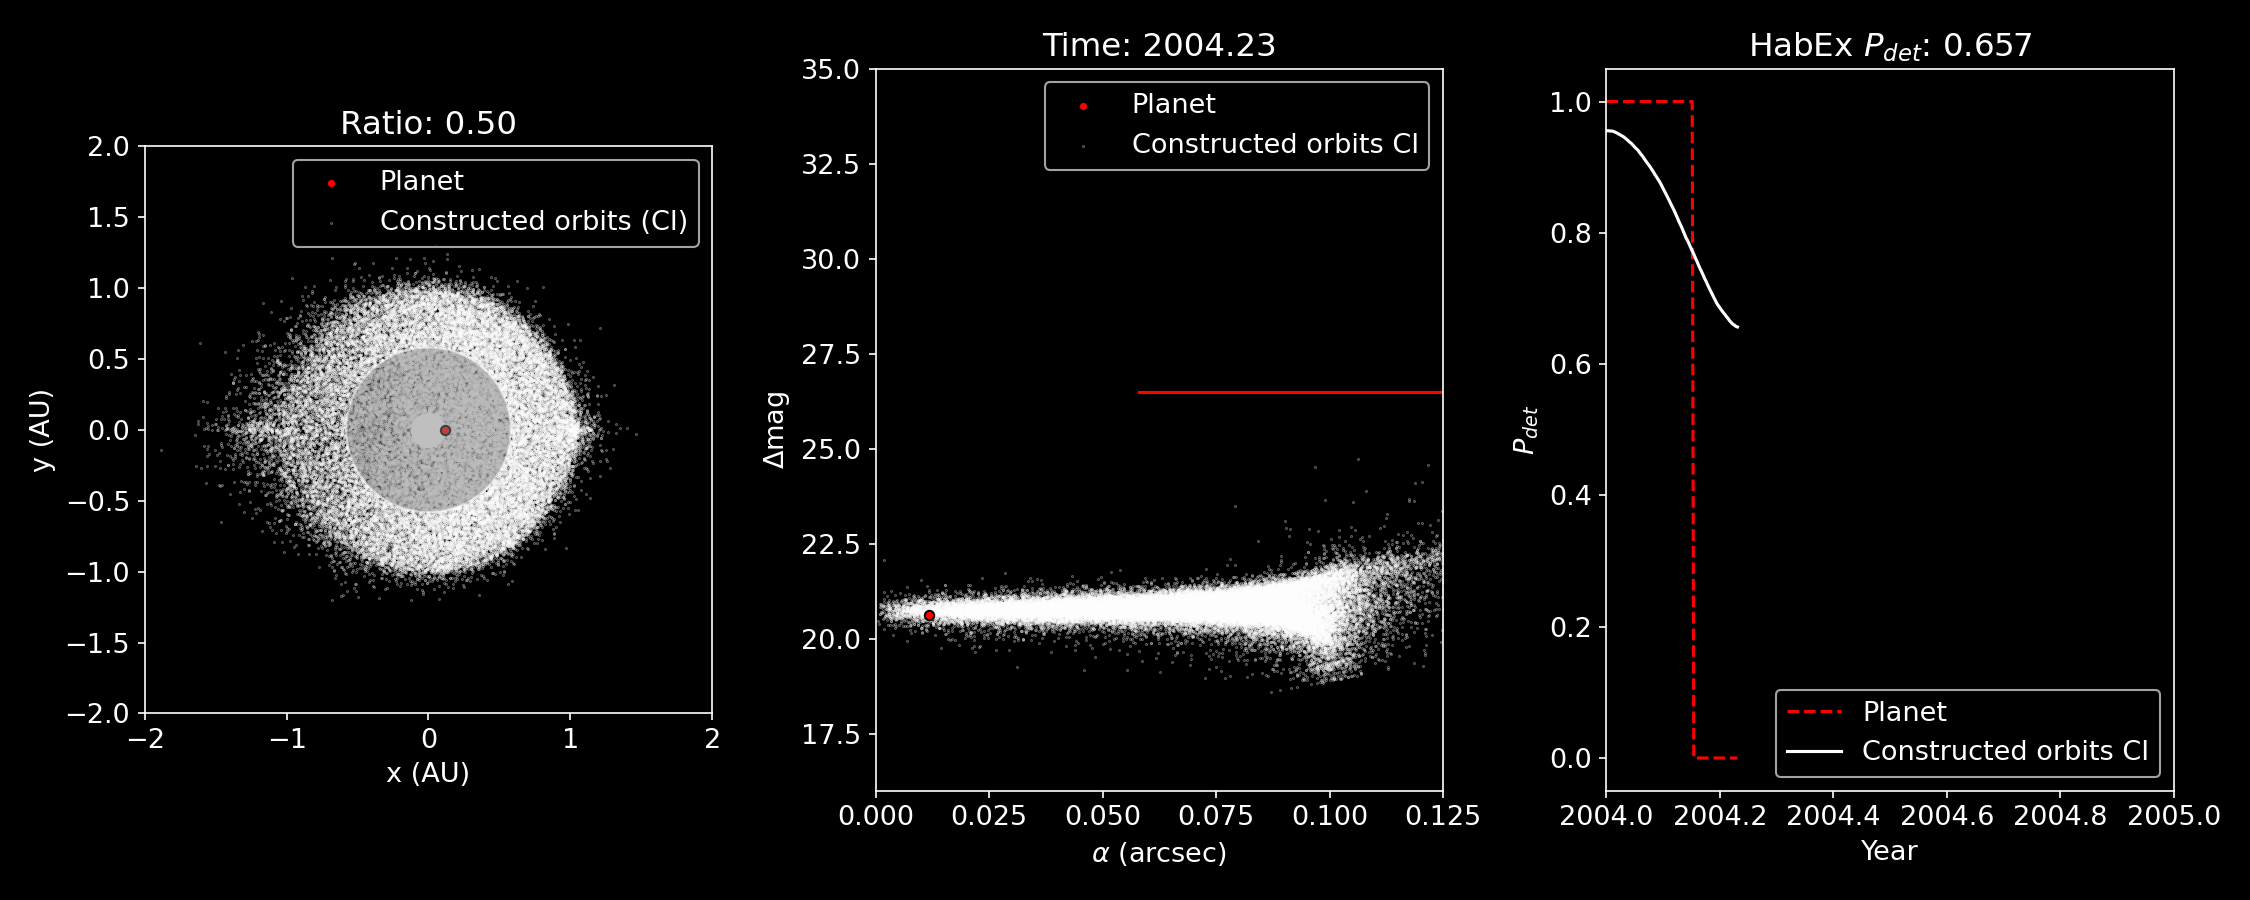 Ratio: 0.50
2.0
1.5
1.0
0.5
0.0
−0.5
−1.0
−1.5
−2.0
−2
−1
0
1
2
x (AU)
y (AU)
Planet
Constructed orbits (CI)
Time: 2004.23
35.0
32.5
30.0
27.5
25.0
22.5
20.0
17.5
0.000
0.025
0.050
0.075
0.100
0.125
α (arcsec)
Δmag
Planet
Constructed orbits CI
HabEx P_det: 0.657
1.0
0.8
0.6
0.4
0.2
0.0
2004.0
2004.2
2004.4
2004.6
2004.8
2005.0
Year
P_det
Planet
Constructed orbits CI